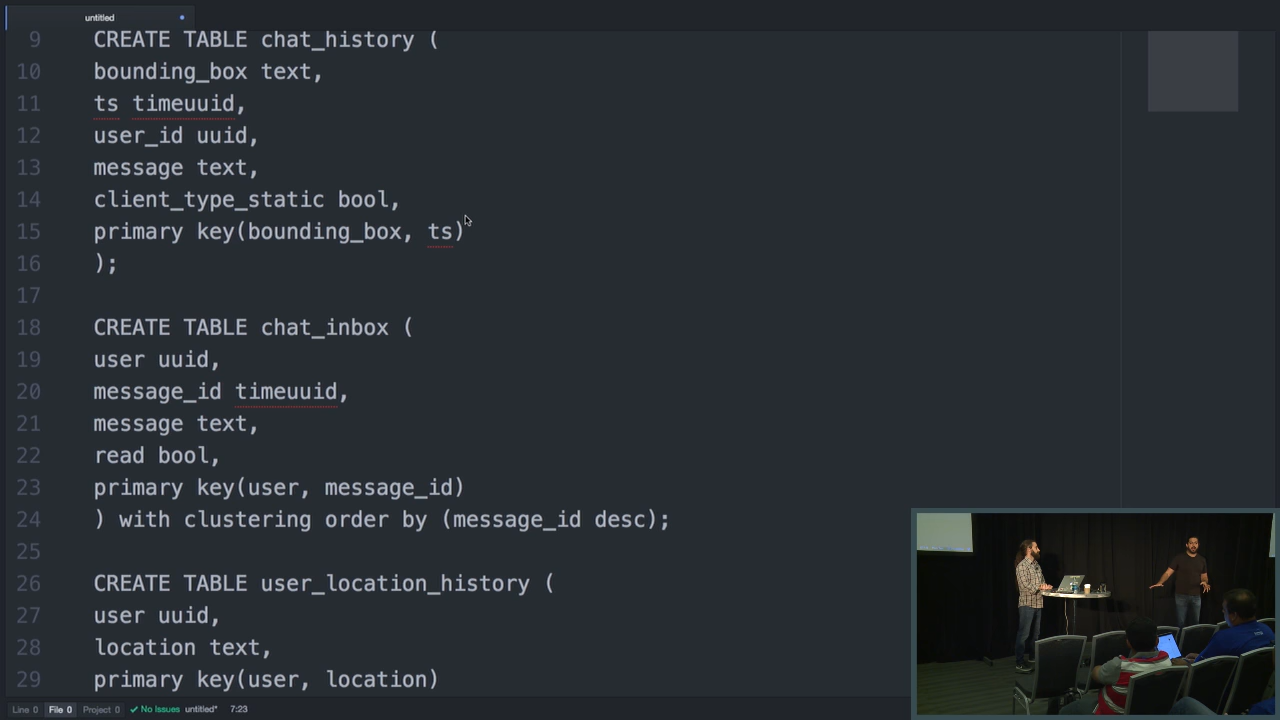 untitled
9 CREATE TABLE chat_history (
10 bounding_box text,
11 ts timeuuid,
12 user_id uuid,
13 message text,
14 client_type_static bool,
15 primary key(bounding_box, ts)
16 );
17
18 CREATE TABLE chat_inbox (
19 user uuid,
20 message_id timeuuid,
21 message text,
22 read bool,
23 primary key(user, message_id)
24 ) with clustering order by (message_id desc);
25
26 CREATE TABLE user_location_history (
27 user uuid,
28 location text,
29 primary key(user, location)
Line 0 File 0 Project 0 No Issues untitled* 7:23